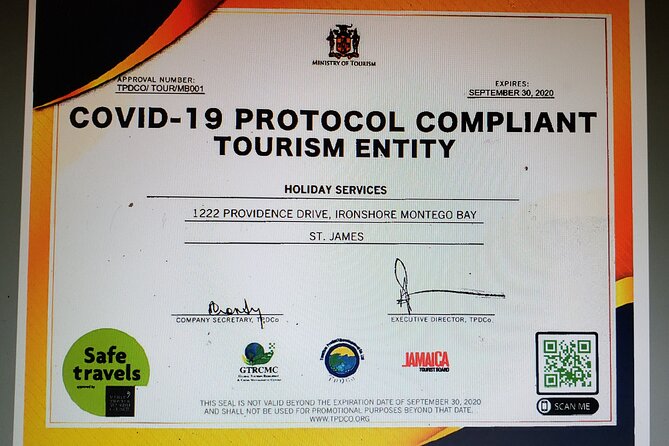 MINISTRY OF TOURISM
APPROVAL NUMBER:
TPDCO/ TOUR/MB001
EXPIRES:
SEPTEMBER 30, 2020
COVID-19 PROTOCOL COMPLIANT
TOURISM ENTITY
HOLIDAY SERVICES
1222 PROVIDENCE DRIVE, IRONSHORE MONTEGO BAY
ST. JAMES
COMPANY SECRETARY, TPDCo
EXECUTIVE DIRECTOR, TPDCo.
Safe
travels
GTRCMC
JAMAICA
TOURIST BOARD
SCAN ME
THIS SEAL IS NOT VALID BEYOND THE EXPIRATION DATE OF SEPTEMBER 30, 2020
AND SHALL NOT BE USED FOR PROMOTIONAL PURPOSES BEYOND THAT DATE.
WWW.TPDCO.ORG